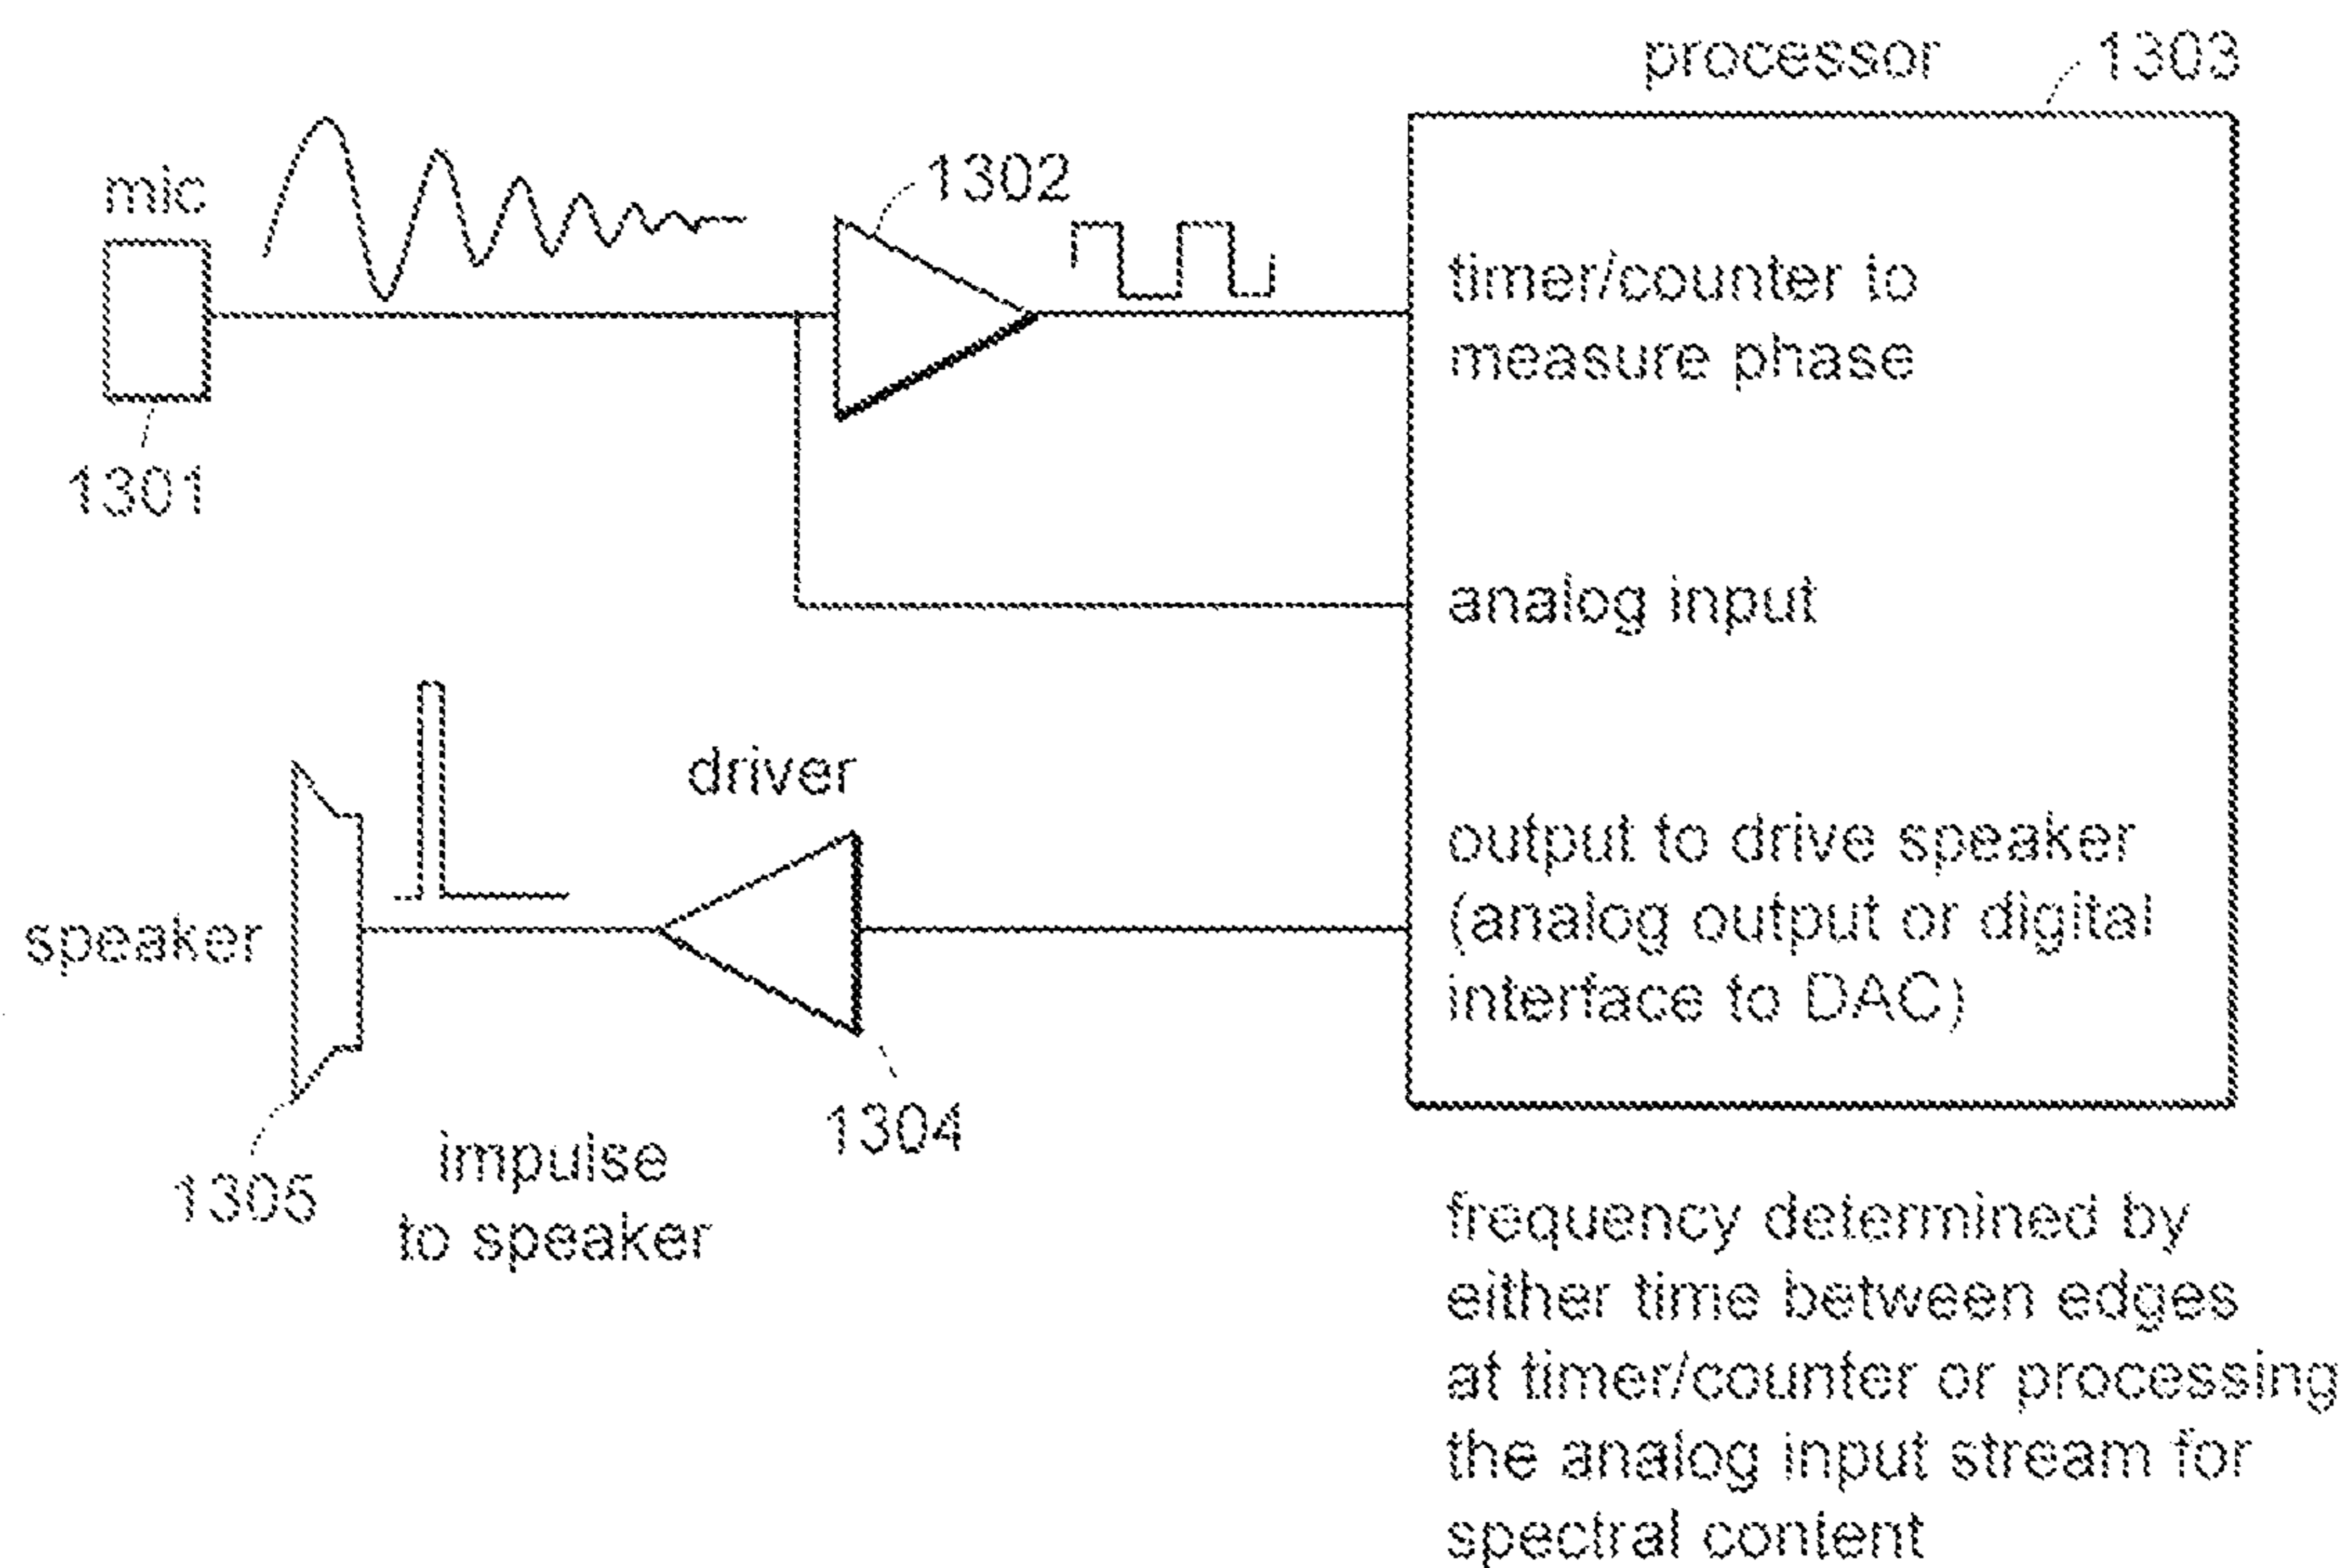 processor
1303
mic
1302
timer/counter to
measure phase
1301
analog input
driver
output to drive speaker
(analog output or digital
interface to DAC)
speaker
1304
impulse
to speaker
1305
frequency determined by
either time between edges
at timer/counter or processing
the analog input stream for
spectral content